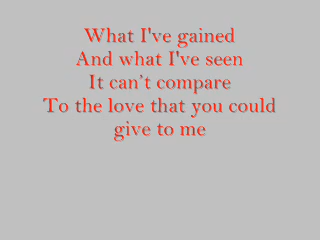 What I've gained
And what I've seen
It can't compare
To the love that you could
give to me